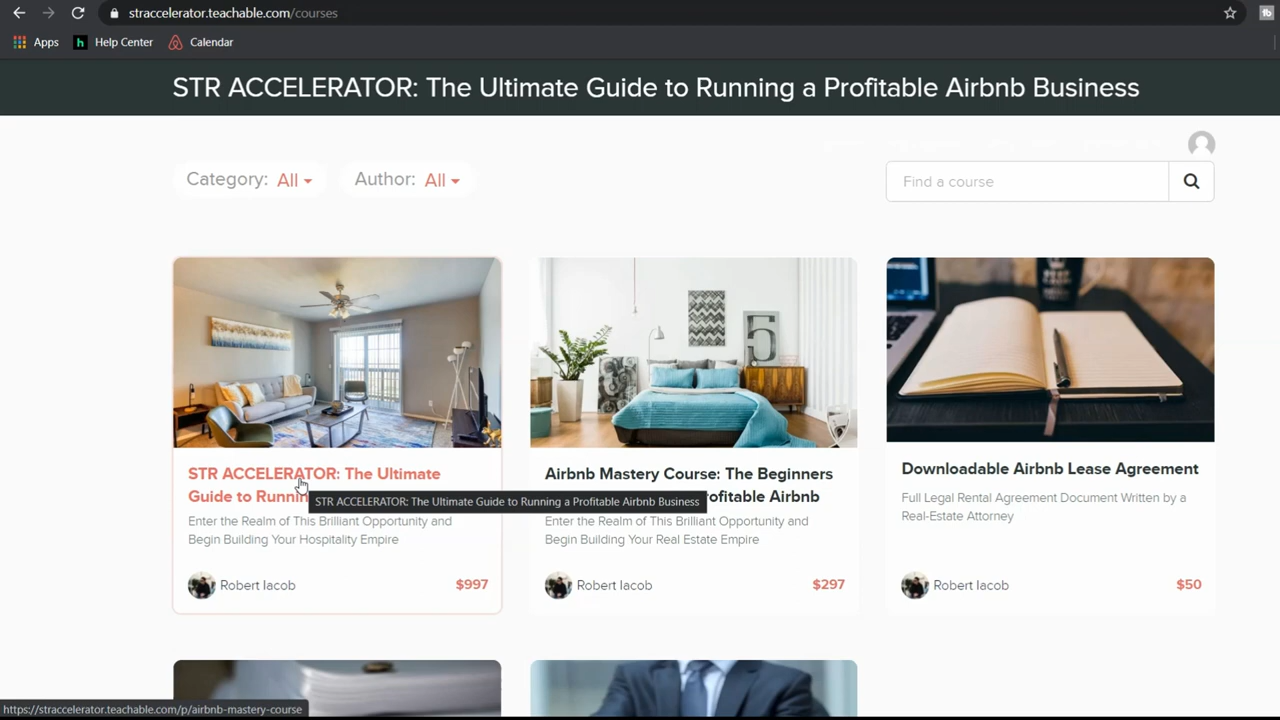 straccelerator.teachable.com/courses
Apps
Help Center
Calendar
STR ACCELERATOR: The Ultimate Guide to Running a Profitable Airbnb Business
Category: All
Author: All
Find a course
STR ACCELERATOR: The Ultimate
Guide to Runnin
STR ACCELERATOR: The Ultimate Guide to Running a Profitable Airbnb Business
Enter the Realm of This Brilliant Opportunity and
Begin Building Your Hospitality Empire
Robert Iacob
$997
Airbnb Mastery Course: The Beginners
ofitable Airbnb
Enter the Realm of This Brilliant Opportunity and
Begin Building Your Real Estate Empire
Robert Iacob
$297
Downloadable Airbnb Lease Agreement
Full Legal Rental Agreement Document Written by a
Real-Estate Attorney
Robert Iacob
$50
https://straccelerator.teachable.com/p/airbnb-mastery-course